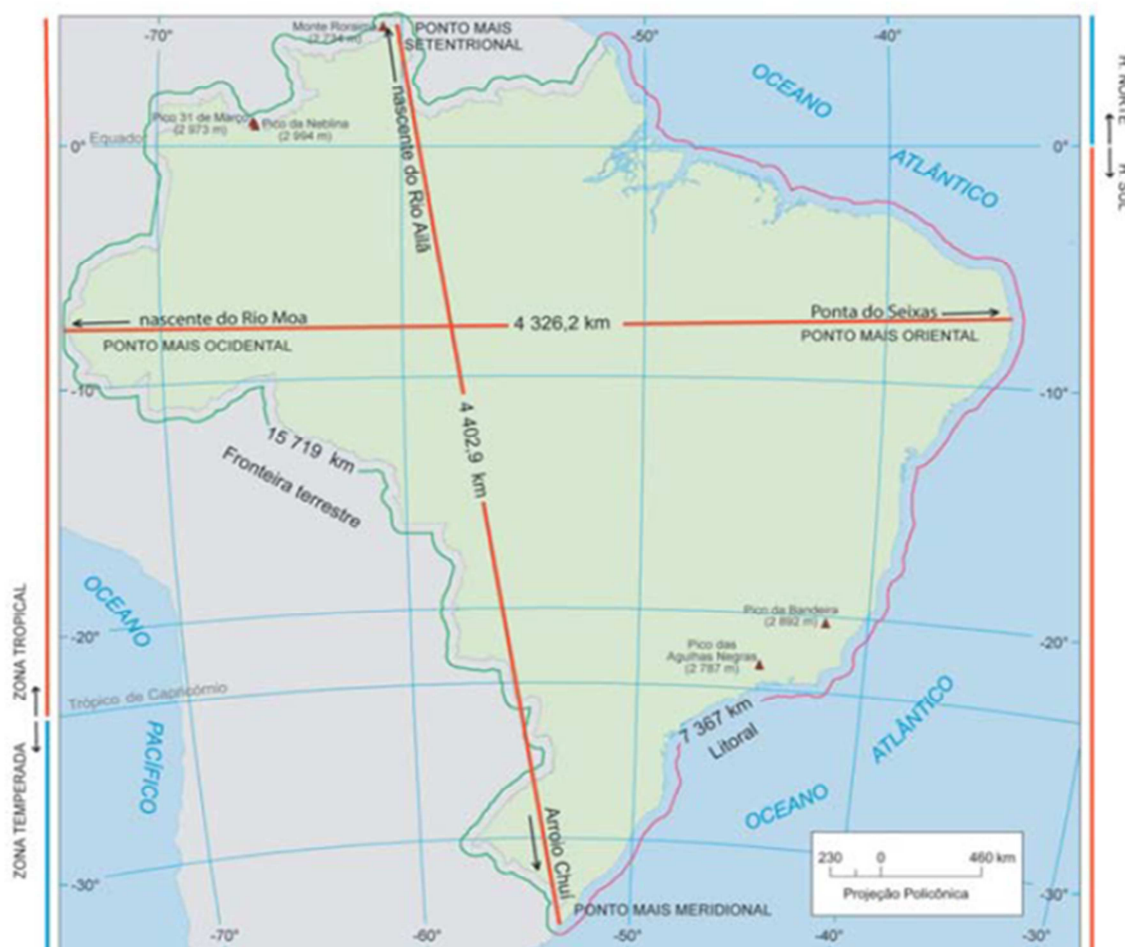 -70°
Monte Roraima
(2 734 m)
PONTO MAIS
SETENTRIONAL
-50°
-40°
OCEANO
ATLÂNTICO
H. NORTE
H. SUL
Pico 31 de Março
(2 973 m)
Pico da Neblina
(2 994 m)
Equador
0°
0°
nascente do Rio Ailã
nascente do Rio Moa
4 326,2 km
Ponta do Seixas
PONTO MAIS OCIDENTAL
PONTO MAIS ORIENTAL
-10°
-10°
15 719 km
Fronteira terrestre
4 402,9 km
OCEANO
PACÍFICO
ZONA TROPICAL
ZONA TEMPERADA
-20°
-20°
Pico da Bandeira
(2 892 m)
Pico das
Agulhas Negras
(2 787 m)
Trópico de Capricórnio
7 367 km
Litoral
OCEANO
ATLÂNTICO
Arroio Chuí
PONTO MAIS MERIDIONAL
230 0 460 km
Projeção Policônica
-30°
-30°
-70°
-60°
-50°
-40°
-30°